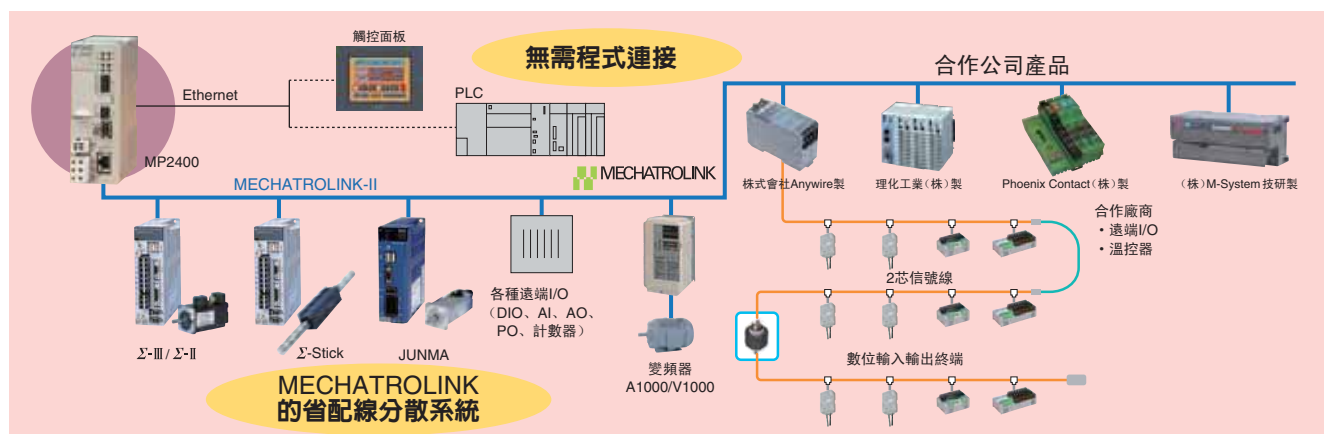 觸控面板
無需程式連接
合作公司產品
Ethernet
PLC
MP2400
MECHATROLINK-II
MECHATROLINK
株式會社Anywire製
理化工業(株)製
Phoenix Contact(株)製
(株)M-System技研製
合作廠商
・遠端I/O
・溫控器
2芯信號線
各種遠端I/O
(DIO、AI、AO、
PO、計數器)
數位輸入輸出終端
Σ-III/Σ-II
Σ-Stick
JUNMA
變頻器
A1000/V1000
MECHATROLINK
的省配線分散系統